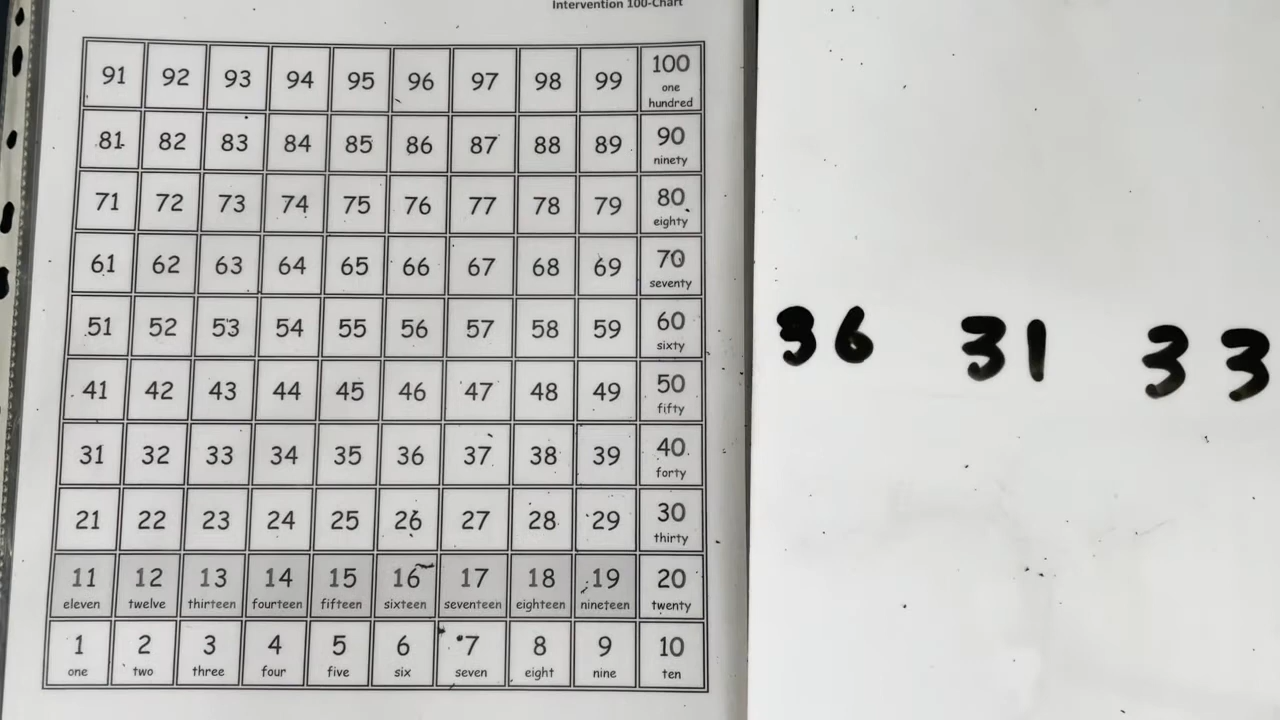 Intervention 100-Chart
91 92 93 94 95 96 97 98 99 100
one
hundred
81 82 83 84 85 86 87 88 89 90
ninety
71 72 73 74 75 76 77 78 79 80
eighty
61 62 63 64 65 66 67 68 69 70
seventy
51 52 53 54 55 56 57 58 59 60
sixty
41 42 43 44 45 46 47 48 49 50
fifty
31 32 33 34 35 36 37 38 39 40
forty
21 22 23 24 25 26 27 28 29 30
thirty
11 12 13 14 15 16 17 18 19 20
eleven twelve thirteen fourteen fifteen sixteen seventeen eighteen nineteen twenty
1 2 3 4 5 6 7 8 9 10
one two three four five six seven eight nine ten
36 31 33